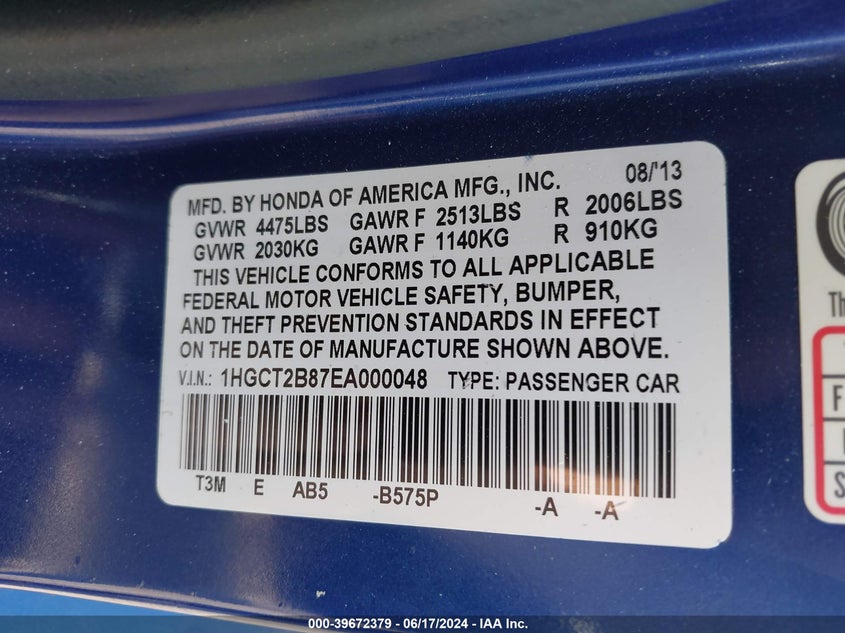 08/'13
MFD. BY HONDA OF AMERICA MFG., INC.
GVWR 4475LBS GAWR F 2513LBS R 2006LBS
GVWR 2030KG GAWR F 1140KG R 910KG
THIS VEHICLE CONFORMS TO ALL APPLICABLE
FEDERAL MOTOR VEHICLE SAFETY, BUMPER,
AND THEFT PREVENTION STANDARDS IN EFFECT
ON THE DATE OF MANUFACTURE SHOWN ABOVE.
V.I.N.: 1HGCT2B87EA000048 TYPE: PASSENGER CAR
T3M E AB5 -B575P -A -A
Th
F
S
000-39672379 - 06/17/2024 - IAA Inc.